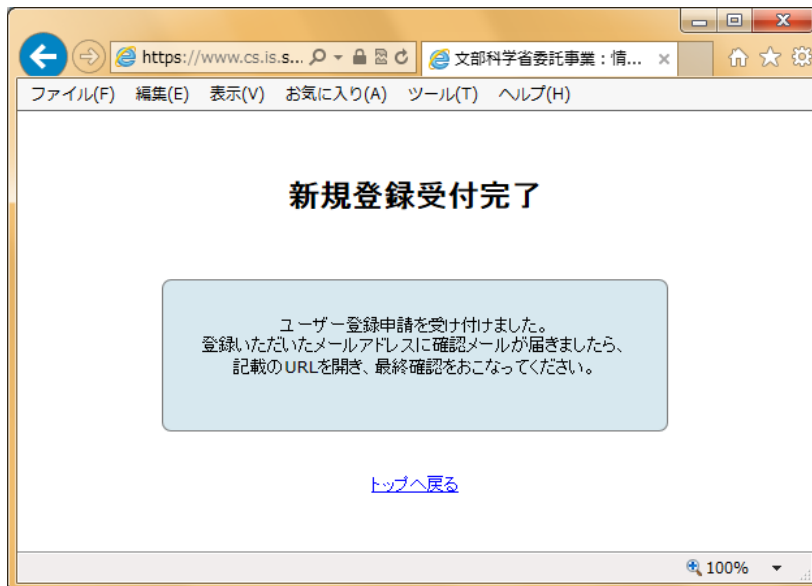 https://www.cs.is.s...
文部科学省委託事業：情...
ファイル(F) 編集(E) 表示(V) お気に入り(A) ツール(T) ヘルプ(H)
新規登録受付完了
ユーザー登録申請を受け付けました。
登録いただいたメールアドレスに確認メールが届きましたら、
記載のURLを開き、最終確認をおこなってください。
トップへ戻る
100%